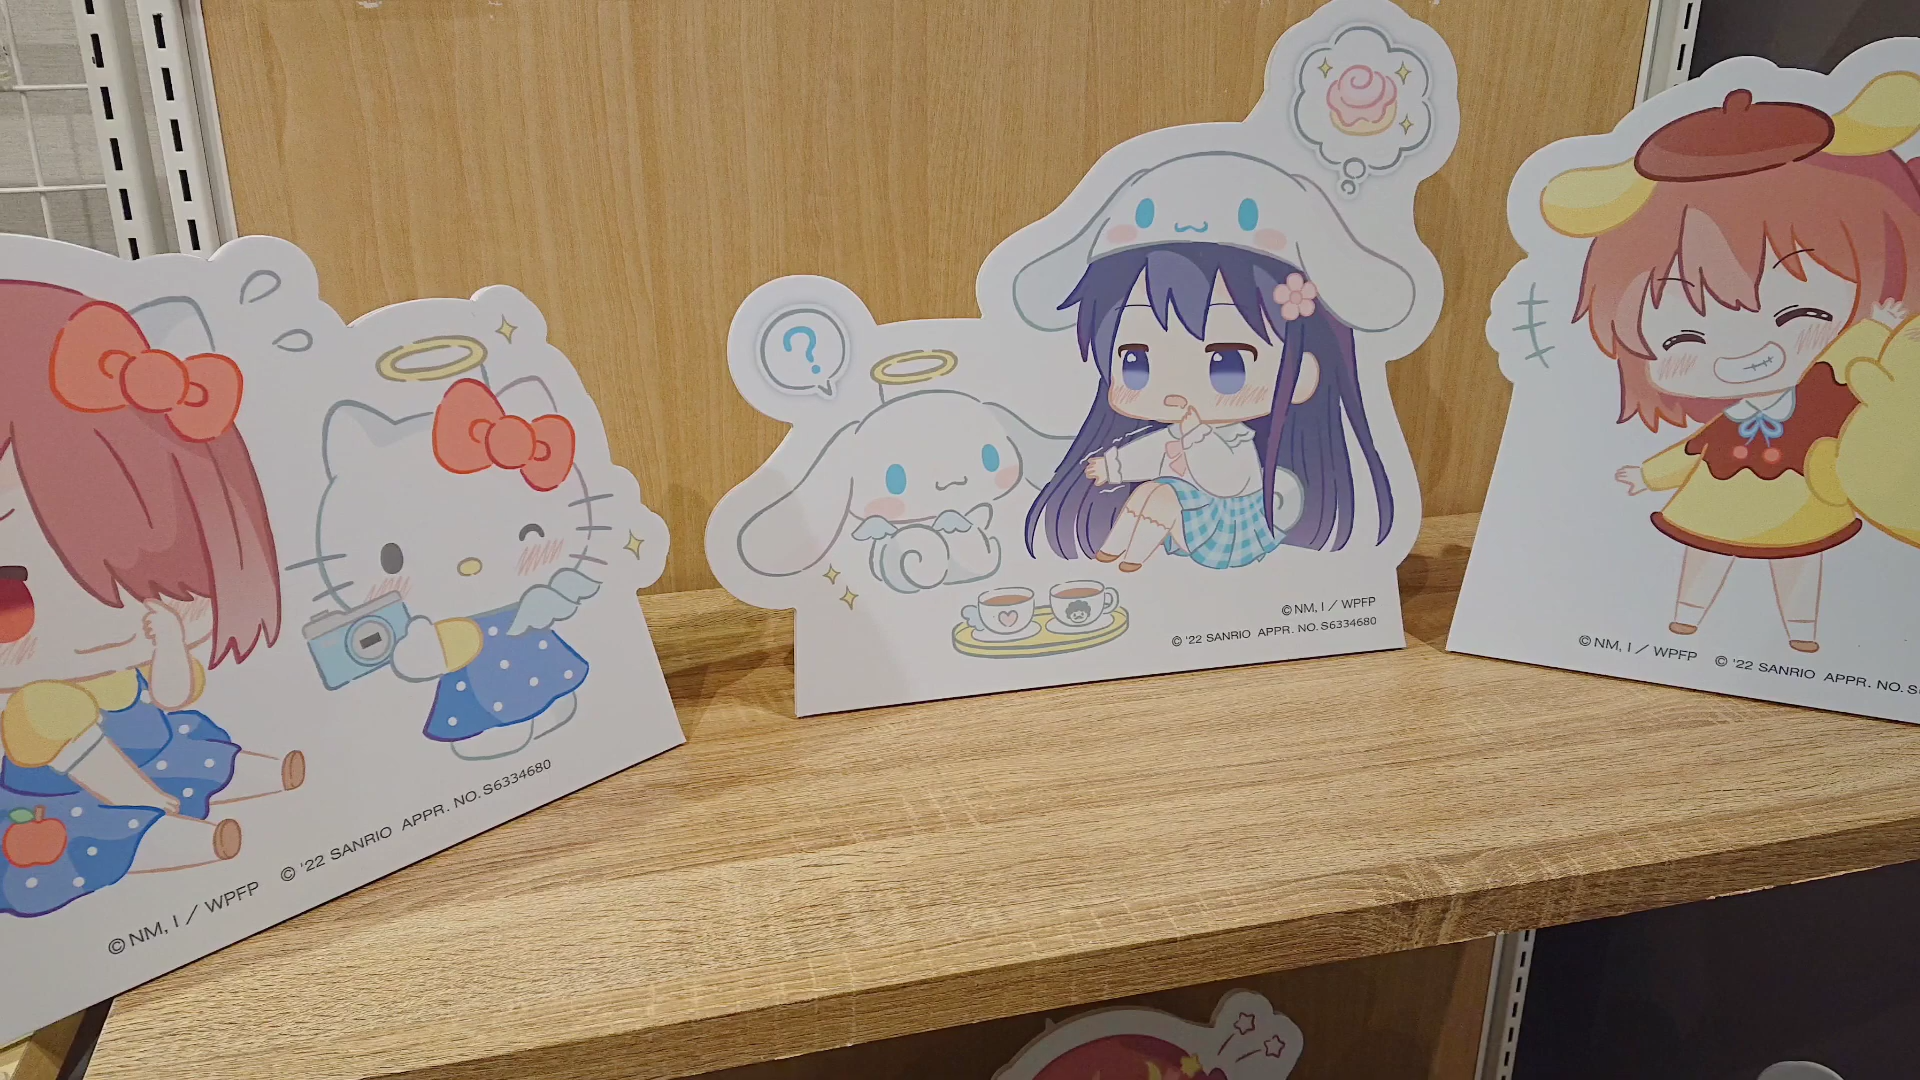 © NM, I / WPFP © '22 SANRIO APPR. NO. S6334680
?
© NM, I / WPFP
© '22 SANRIO APPR. NO. S6334680
© NM, I / WPFP © '22 SANRIO APPR. NO.